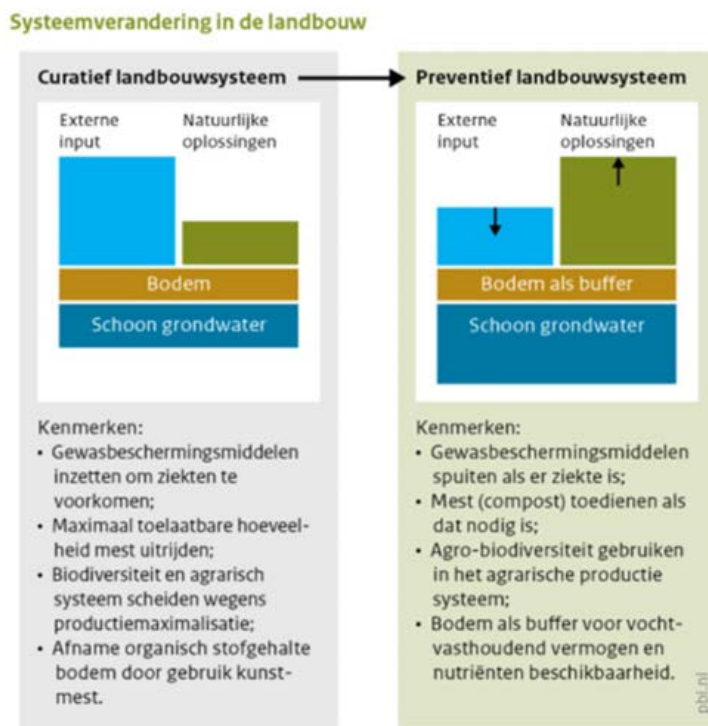 Systeemverandering in de landbouw
Curatief landbouwsysteem
Externe
input
Natuurlijke
oplossingen
Bodem
Schoon grondwater
Kenmerken:
• Gewasbeschermingsmiddelen
inzetten om ziekten te
voorkomen;
• Maximaal toelaatbare hoeveel-
heid mest uitrijden;
• Biodiversiteit en agrarisch
systeem scheiden wegens
productiemaximalisatie;
• Afname organisch stofgehalte
bodem door gebruik kunst-
mest.
Preventief landbouwsysteem
Externe
input
Natuurlijke
oplossingen
Bodem als buffer
Schoon grondwater
Kenmerken:
• Gewasbeschermingsmiddelen
spuiten als er ziekte is;
• Mest (compost) toedienen als
dat nodig is;
• Agro-biodiversiteit gebruiken
in het agrarische productie
systeem;
• Bodem als buffer voor vocht-
vasthoudend vermogen en
nutriënten beschikbaarheid.
pbl.nl